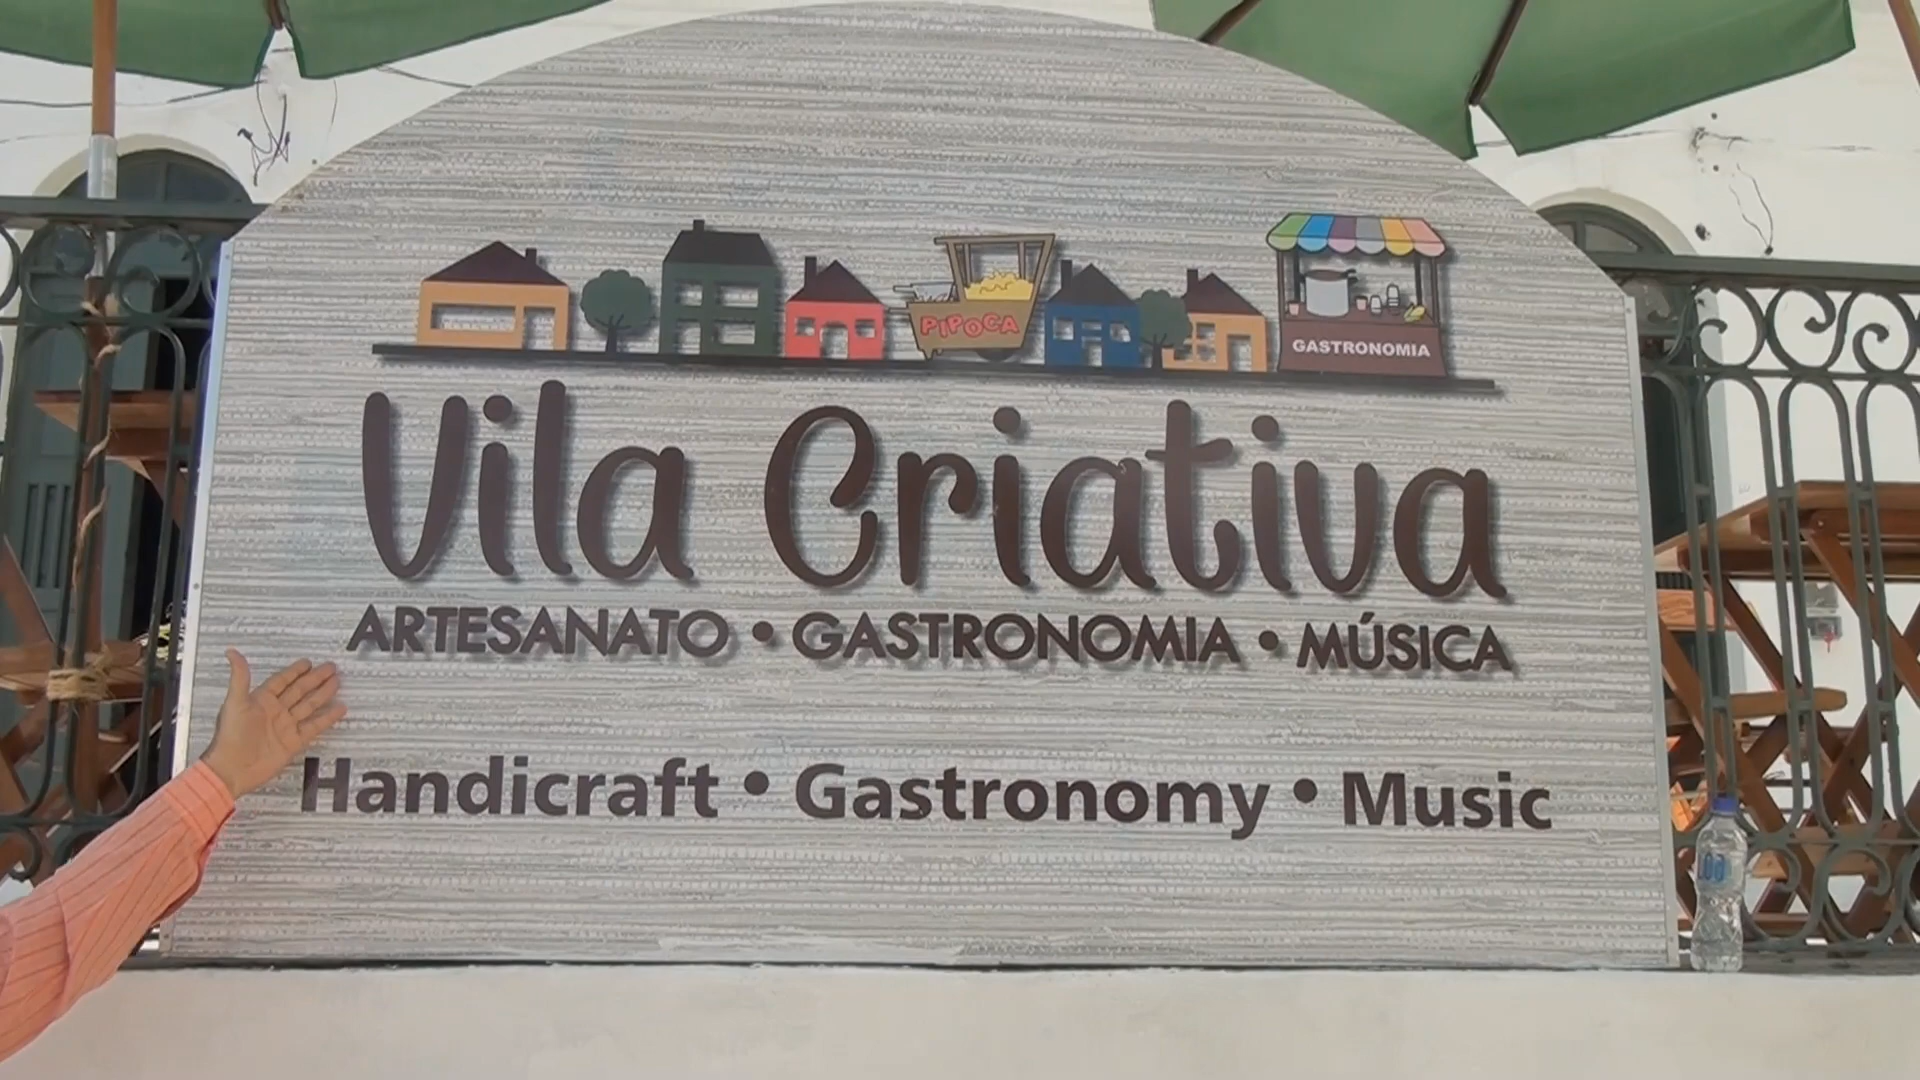 PIPOCA
GASTRONOMIA
Vila Criativa
ARTESANATO • GASTRONOMIA • MÚSICA
Handicraft • Gastronomy • Music